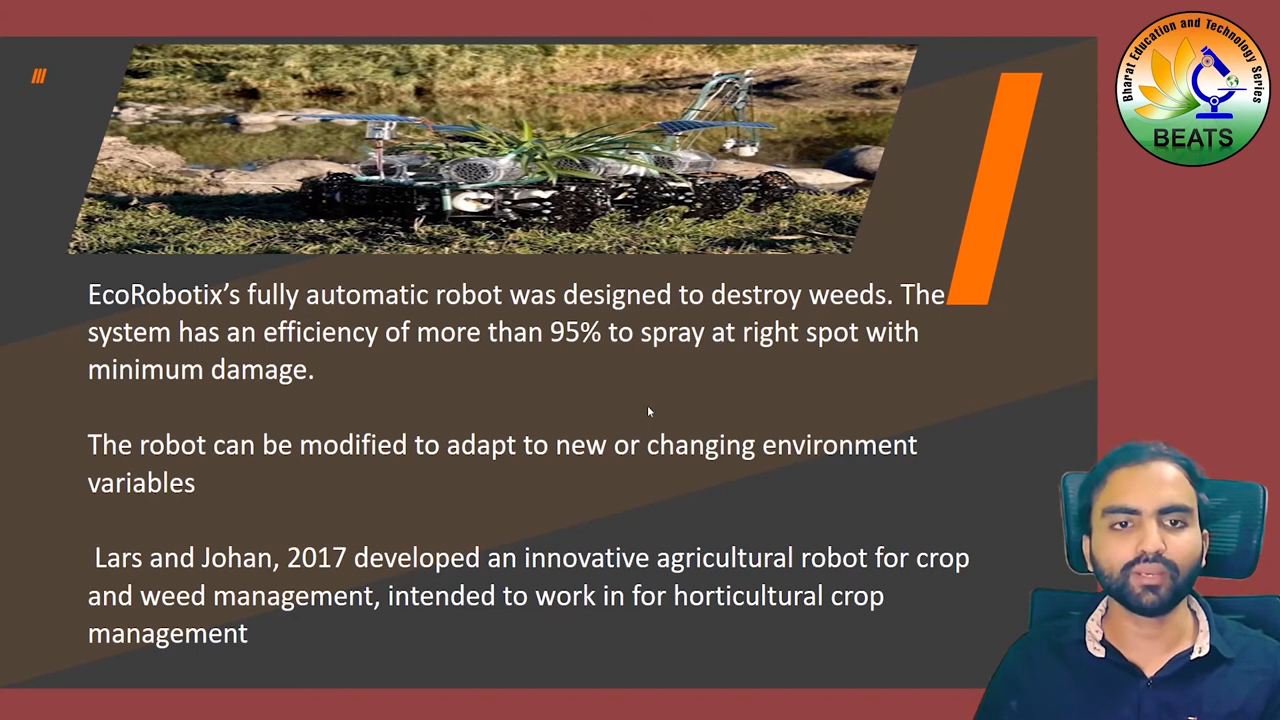 Bharat Education and Technology Series
BEATS
EcoRobotix’s fully automatic robot was designed to destroy weeds. The
system has an efficiency of more than 95% to spray at right spot with
minimum damage.
The robot can be modified to adapt to new or changing environment
variables
Lars and Johan, 2017 developed an innovative agricultural robot for crop
and weed management, intended to work in for horticultural crop
management